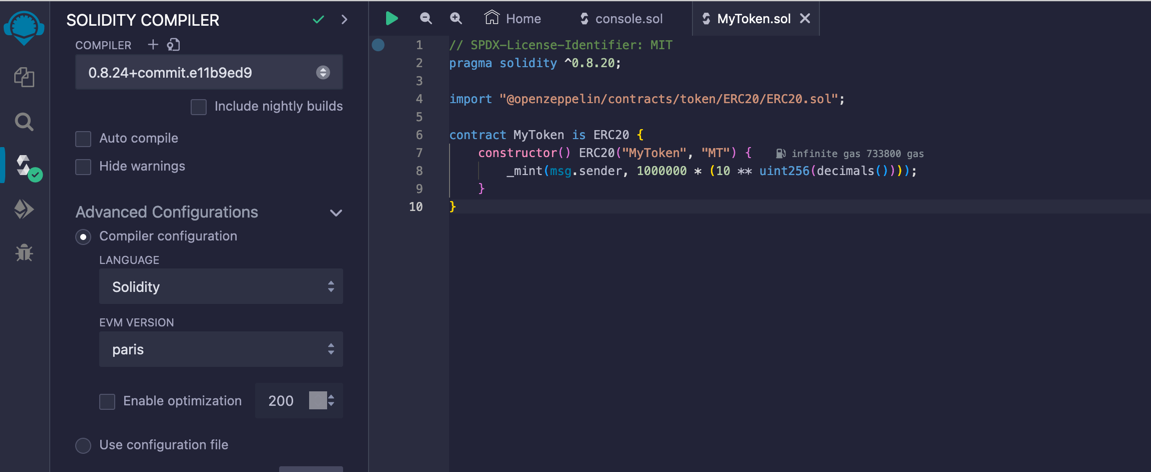 SOLIDITY COMPILER
COMPILER
0.8.24+commit.e11b9ed9
Include nightly builds
Auto compile
Hide warnings
Advanced Configurations
Compiler configuration
LANGUAGE
Solidity
EVM VERSION
paris
Enable optimization 200
Use configuration file
Home console.sol MyToken.sol
1 // SPDX-License-Identifier: MIT
2 pragma solidity ^0.8.20;
3
4 import "@openzeppelin/contracts/token/ERC20/ERC20.sol";
5
6 contract MyToken is ERC20 {
7 constructor() ERC20("MyToken", "MT") { infinite gas 733800 gas
8 _mint(msg.sender, 1000000 * (10 ** uint256(decimals())));
9 }
10 }